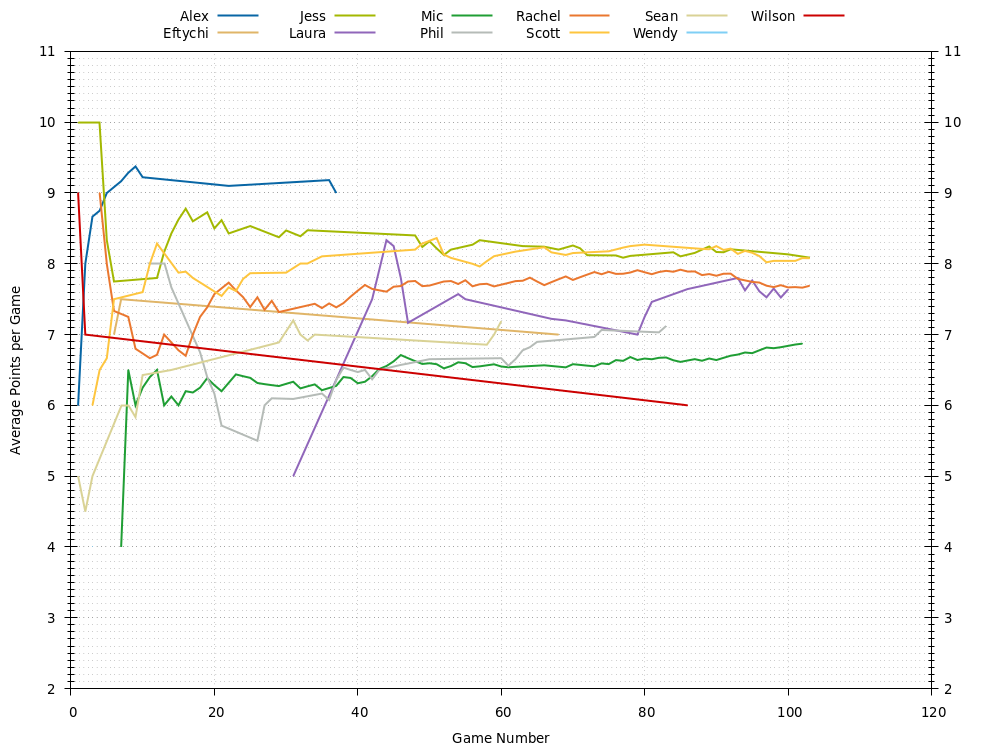 Alex Jess Mic Rachel Sean Wilson
Eftychi Laura Phil Scott Wendy
11 11
10 10
9 9
8 8
7 7
6 6
5 5
4 4
3 3
2 2
0 20 40 60 80 100 120
Average Points per Game
Game Number